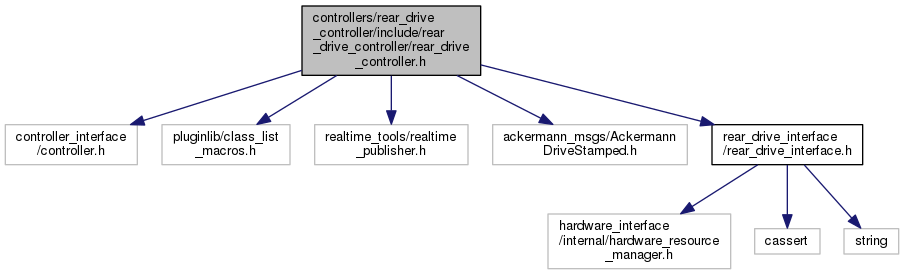 controllers/rear_drive
_controller/include/rear
_drive_controller/rear_drive
_controller.h
controller_interface
/controller.h
pluginlib/class_list
_macros.h
realtime_tools/realtime
_publisher.h
ackermann_msgs/Ackermann
DriveStamped.h
rear_drive_interface
/rear_drive_interface.h
hardware_interface
/internal/hardware_resource
_manager.h
cassert
string